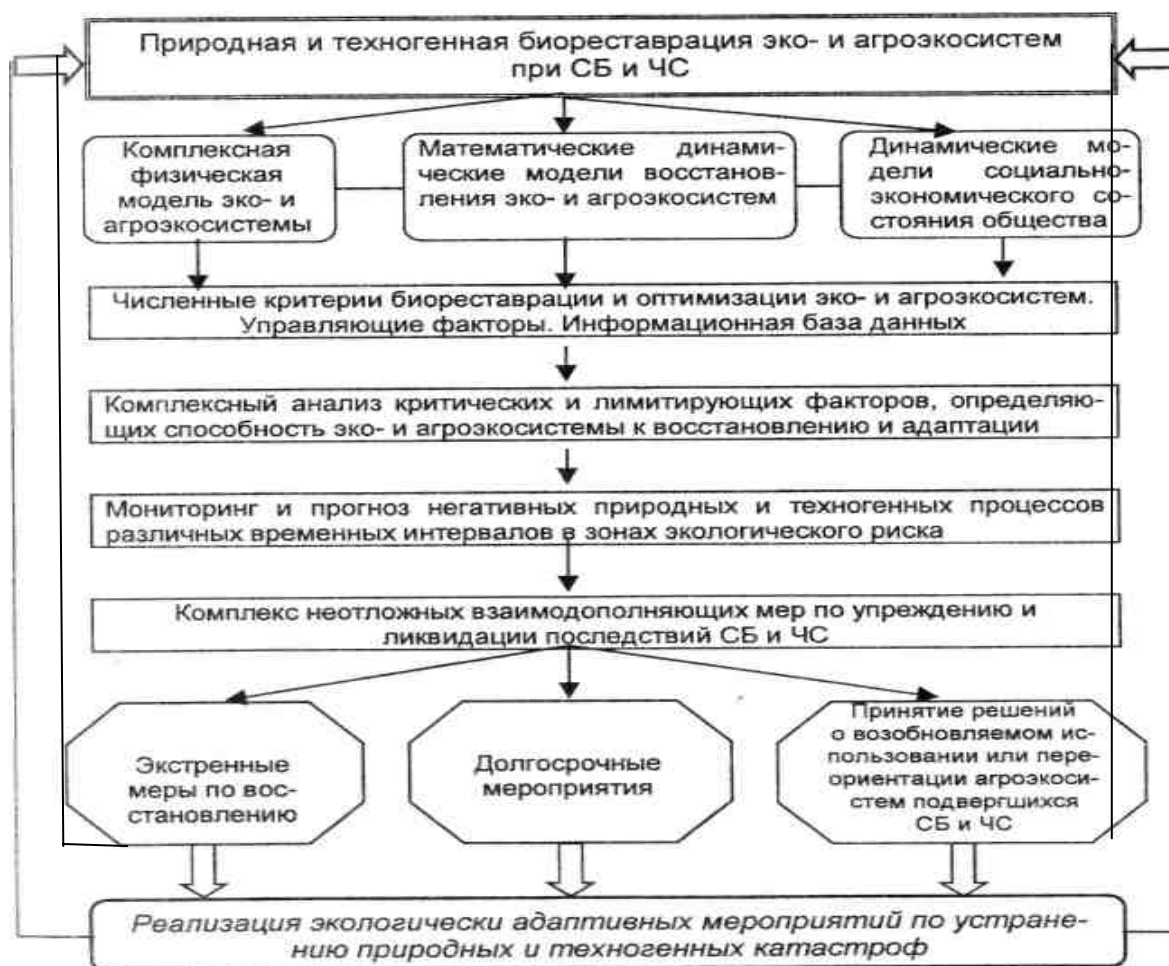 Природная и техногенная биореставрация эко- и агроэкосистем
при СБ и ЧС
Комплексная
физическая
модель эко- и
агроэкосистемы
Математические динами-
ческие модели восстанов-
ления эко- и агроэкосистем
Динамические мо-
дели социально-
экономического со-
стояния общества
Численные критерии биореставрации и оптимизации эко- и агроэкосистем.
Управляющие факторы. Информационная база данных
Комплексный анализ критических и лимитирующих факторов, определяю-
щих способность эко- и агроэкосистемы к восстановлению и адаптации
Мониторинг и прогноз негативных природных и техногенных процессов
различных временных интервалов в зонах экологического риска
Комплекс неотложных взаимодополняющих мер по упреждению и
ликвидации последствий СБ и ЧС
Экстренные
меры по вос-
становлению
Долгосрочные
мероприятия
Принятие решений
о возобновляемом ис-
пользовании или пере-
ориентации агроэкоси-
стем подвергшихся
СБ и ЧС
Реализация экологически адаптивных мероприятий по устране-
нию природных и техногенных катастроф